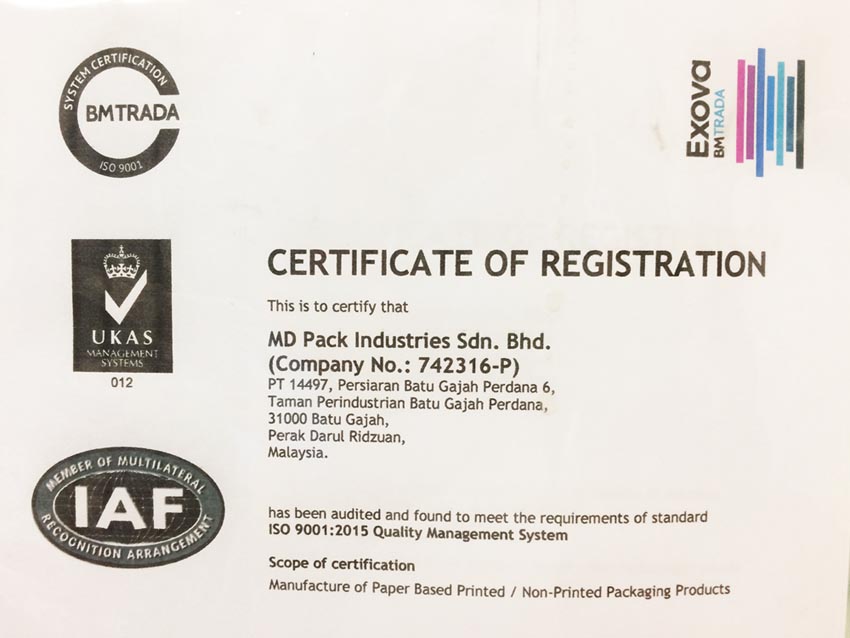 SYSTEM CERTIFICATION
BMTRADA
ISO 9001
Exova
BMTRADA
UKAS
MANAGEMENT
SYSTEMS
012
MEMBER OF MULTILATERAL
IAF
RECOGNITION ARRANGEMENT
CERTIFICATE OF REGISTRATION
This is to certify that
MD Pack Industries Sdn. Bhd.
(Company No.: 742316-P)
PT 14497, Persiaran Batu Gajah Perdana 6,
Taman Perindustrian Batu Gajah Perdana,
31000 Batu Gajah,
Perak Darul Ridzuan,
Malaysia.
has been audited and found to meet the requirements of standard
ISO 9001:2015 Quality Management System
Scope of certification
Manufacture of Paper Based Printed / Non-Printed Packaging Products